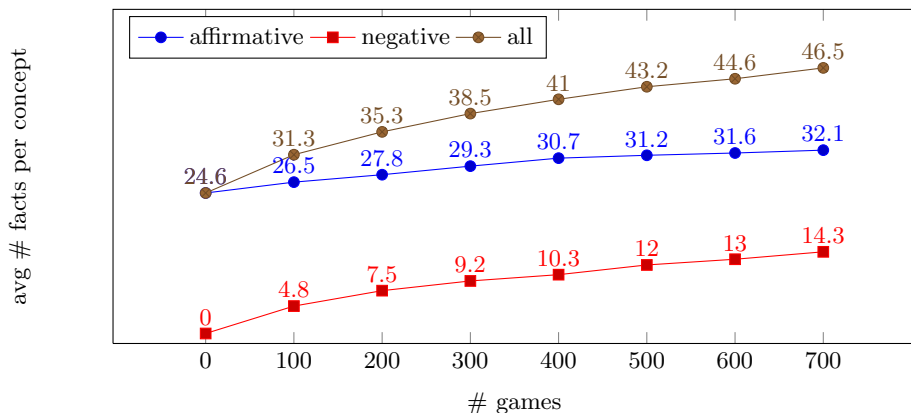 affirmative negative all
avg # facts per concept
24.6 31.3 35.3 38.5 41 43.2 44.6 46.5
24.6 26.5 27.8 29.3 30.7 31.2 31.6 32.1
0 4.8 7.5 9.2 10.3 12 13 14.3
0 100 200 300 400 500 600 700
# games